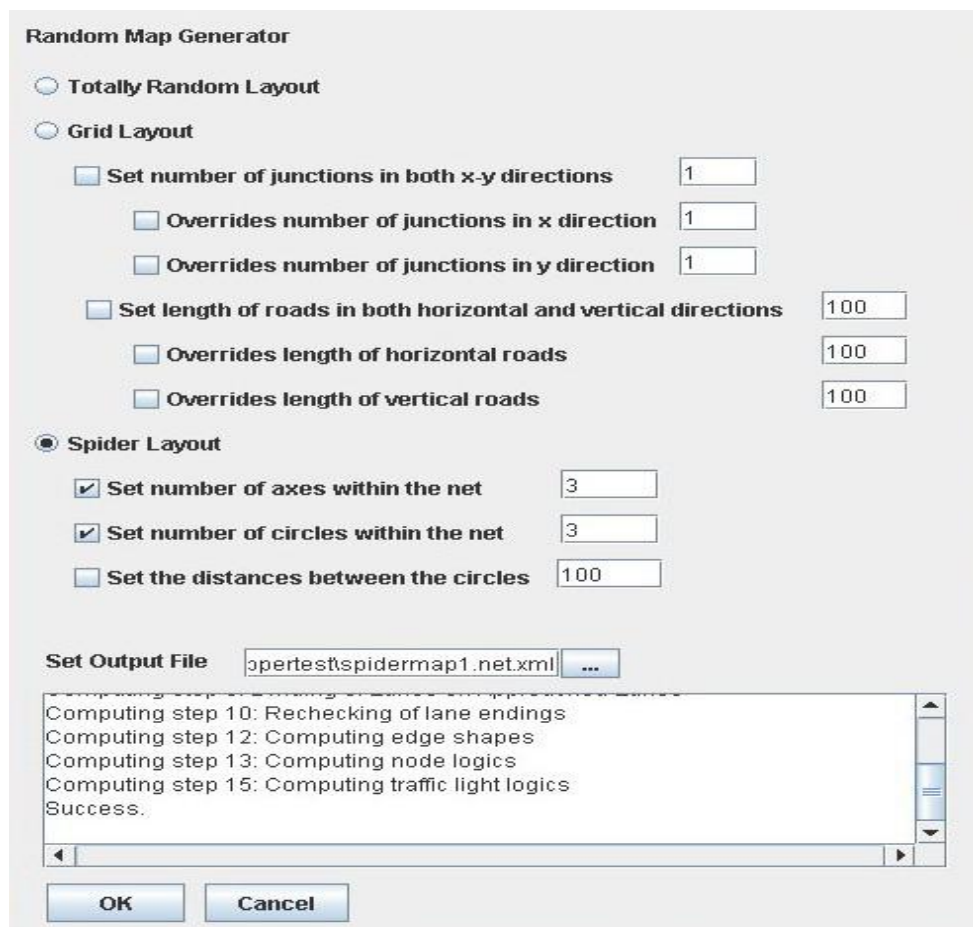 Random Map Generator
Totally Random Layout
Grid Layout
Set number of junctions in both x-y directions 1
Overrides number of junctions in x direction 1
Overrides number of junctions in y direction 1
Set length of roads in both horizontal and vertical directions 100
Overrides length of horizontal roads 100
Overrides length of vertical roads 100
Spider Layout
Set number of axes within the net 3
Set number of circles within the net 3
Set the distances between the circles 100
Set Output File pertest\spidermap1.net.xml ...
Computing step 10: Rechecking of lane endings
Computing step 12: Computing edge shapes
Computing step 13: Computing node logics
Computing step 15: Computing traffic light logics
Success.
OK Cancel